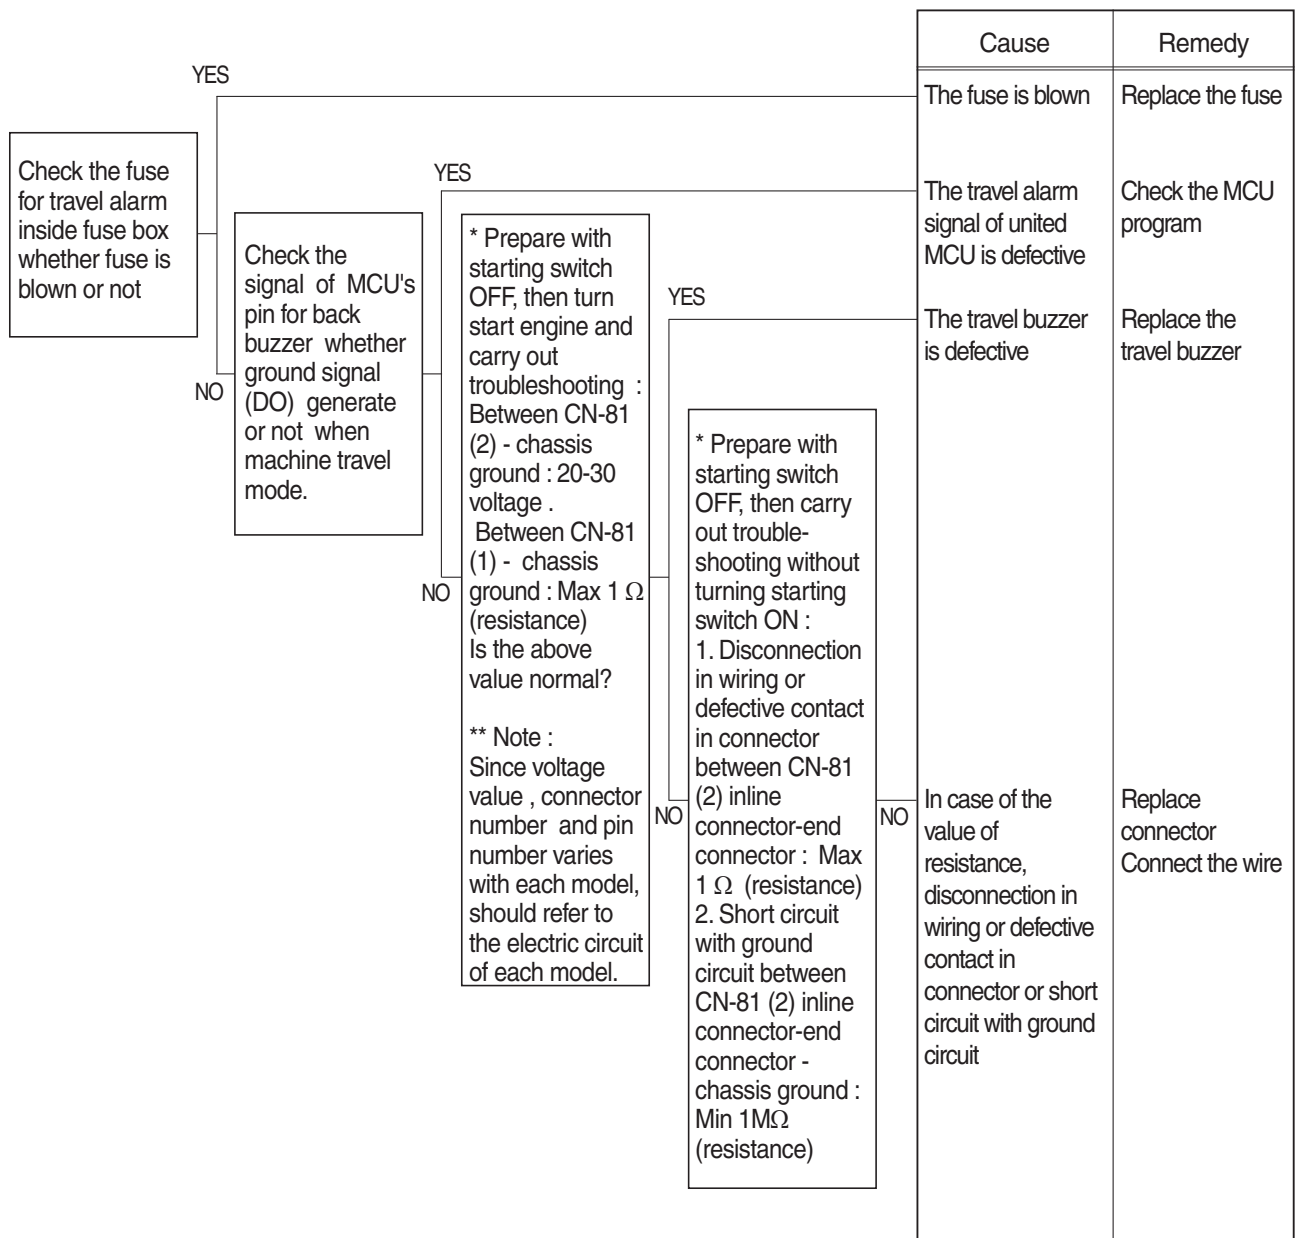 Cause
Remedy
YES
The fuse is blown
Replace the fuse
Check the fuse
for travel alarm
inside fuse box
whether fuse is
blown or not
NO
Check the
signal of MCU's
pin for back
buzzer whether
ground signal
(DO) generate
or not when
machine travel
mode.
YES
The travel alarm
signal of united
MCU is defective
Check the MCU
program
NO
* Prepare with
starting switch
OFF, then turn
start engine and
carry out
troubleshooting :
Between CN-81
(2) - chassis
ground : 20-30
voltage .
Between CN-81
(1) - chassis
ground : Max 1 Ω
(resistance)
Is the above
value normal?
** Note :
Since voltage
value , connector
number and pin
number varies
with each model,
should refer to
the electric circuit
of each model.
YES
The travel buzzer
is defective
Replace the
travel buzzer
NO
* Prepare with
starting switch
OFF, then carry
out trouble-
shooting without
turning starting
switch ON :
1. Disconnection
in wiring or
defective contact
in connector
between CN-81
(2) inline
connector-end
connector : Max
1 Ω (resistance)
2. Short circuit
with ground
circuit between
CN-81 (2) inline
connector-end
connector -
chassis ground :
Min 1MΩ
(resistance)
NO
In case of the
value of
resistance,
disconnection in
wiring or defective
contact in
connector or short
circuit with ground
circuit
Replace
connector
Connect the wire